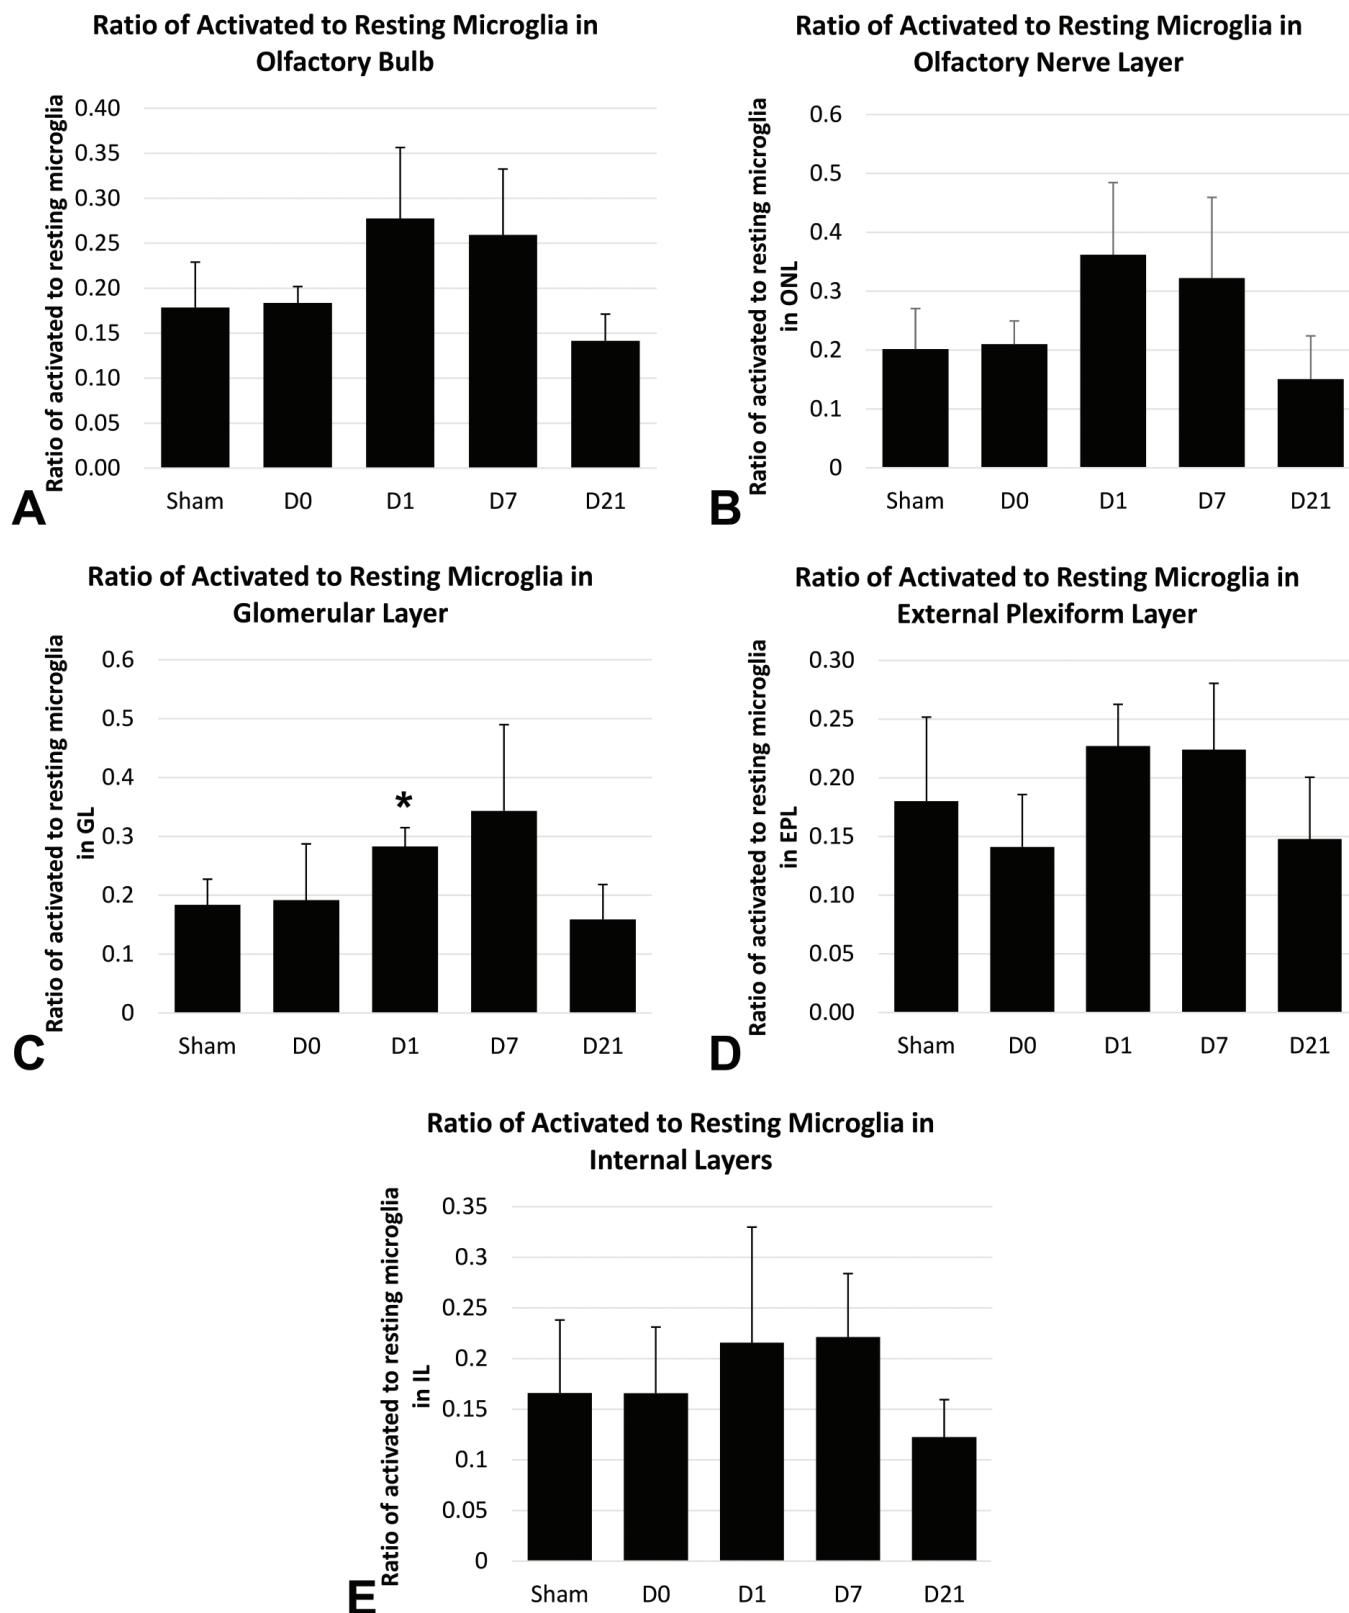 Ratio of Activated to Resting Microglia in
Olfactory Bulb
Ratio of activated to resting microglia
0.40
0.35
0.30
0.25
0.20
0.15
0.10
0.05
0.00
Sham D0 D1 D7 D21
A
Ratio of Activated to Resting Microglia in
Olfactory Nerve Layer
Ratio of activated to resting microglia
in ONL
0.6
0.5
0.4
0.3
0.2
0.1
0
Sham D0 D1 D7 D21
B
Ratio of Activated to Resting Microglia in
Glomerular Layer
Ratio of activated to resting microglia
in GL
0.6
0.5
0.4
0.3
0.2
0.1
0
*
Sham D0 D1 D7 D21
C
Ratio of Activated to Resting Microglia in
External Plexiform Layer
Ratio of activated to resting microglia
in EPL
0.30
0.25
0.20
0.15
0.10
0.05
0.00
Sham D0 D1 D7 D21
D
Ratio of Activated to Resting Microglia in
Internal Layers
Ratio of activated to resting microglia
in IL
0.35
0.3
0.25
0.2
0.15
0.1
0.05
0
Sham D0 D1 D7 D21
E